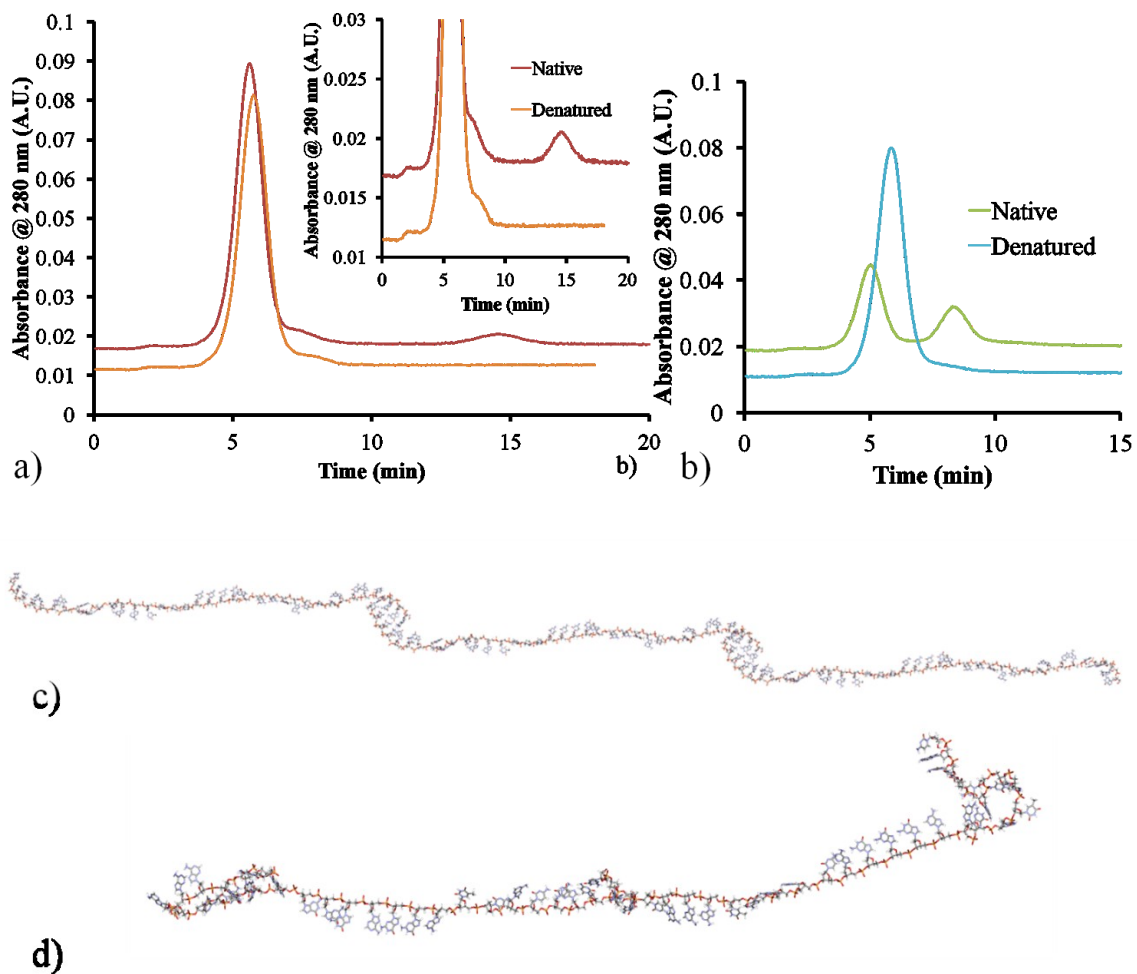 Absorbance @ 280 nm (A.U.)
0.1
0.09
0.08
0.07
0.06
0.05
0.04
0.03
0.02
0.01
0
0 5 10 15 20
Time (min)
a)
Absorbance @ 280 nm (A.U.)
0.03
0.025
0.02
0.015
0.01
0 5 10 15 20
Time (min)
Native
Denatured
b)
Absorbance @ 280 nm (A.U.)
0.1
0.08
0.06
0.04
0.02
0
0 5 10 15
Time (min)
Native
Denatured
b)
c)
d)